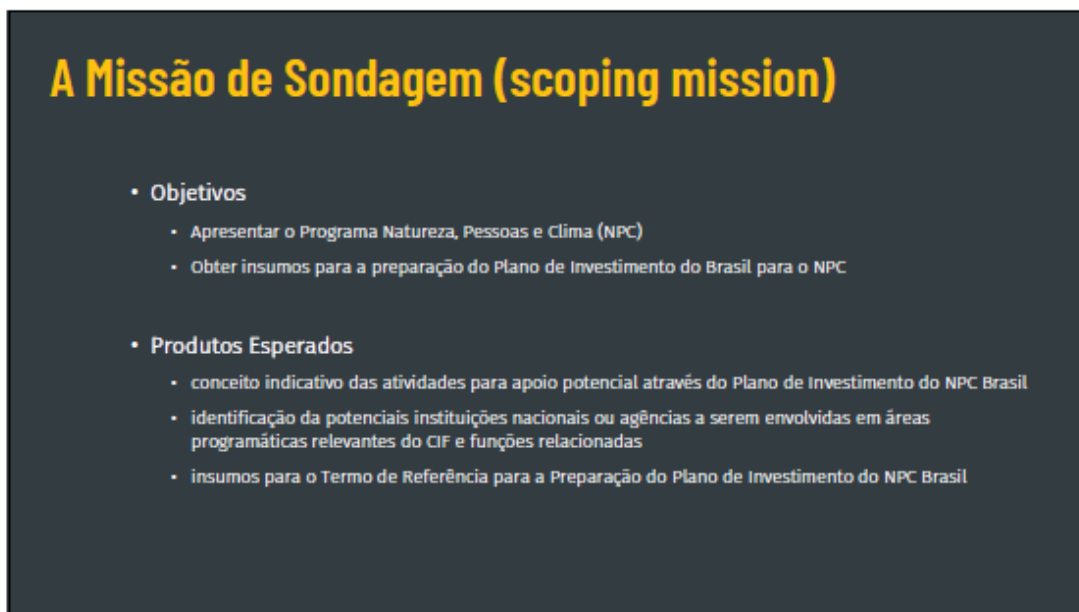 A Missão de Sondagem (scoping mission)
• Objetivos
• Apresentar o Programa Natureza, Pessoas e Clima (NPC)
• Obter insumos para a preparação do Plano de Investimento do Brasil para o NPC
• Produtos Esperados
• conceito indicativo das atividades para apoio potencial através do Plano de Investimento do NPC Brasil
• identificação da potenciais instituições nacionais ou agências a serem envolvidas em áreas
programáticas relevantes do CIF e funções relacionadas
• insumos para o Termo de Referência para a Preparação do Plano de Investimento do NPC Brasil